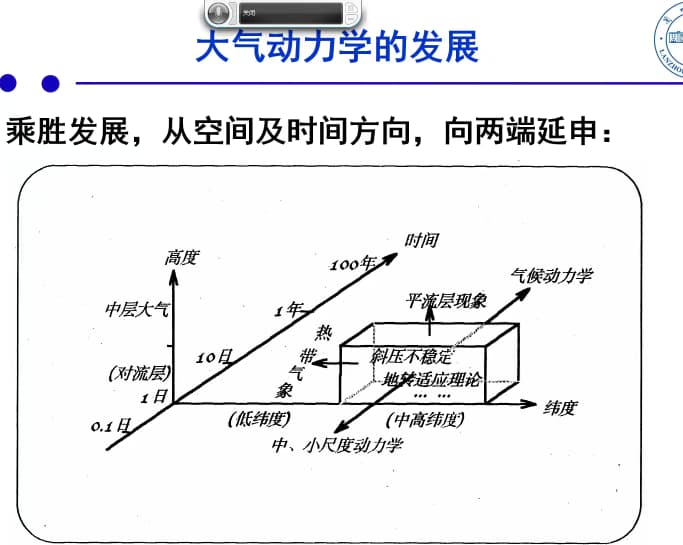 关闭
大气动力学的发展
LANZHOU
乘胜发展，从空间及时间方向，向两端延申：
时间
高度
100年
气候动力学
中层大气
1年
平流层现象
热带气象
10日
斜压不稳定
(对流层)
地转适应理论
1日
… …
纬度
0.1日
(低纬度)
(中高纬度)
中、小尺度动力学